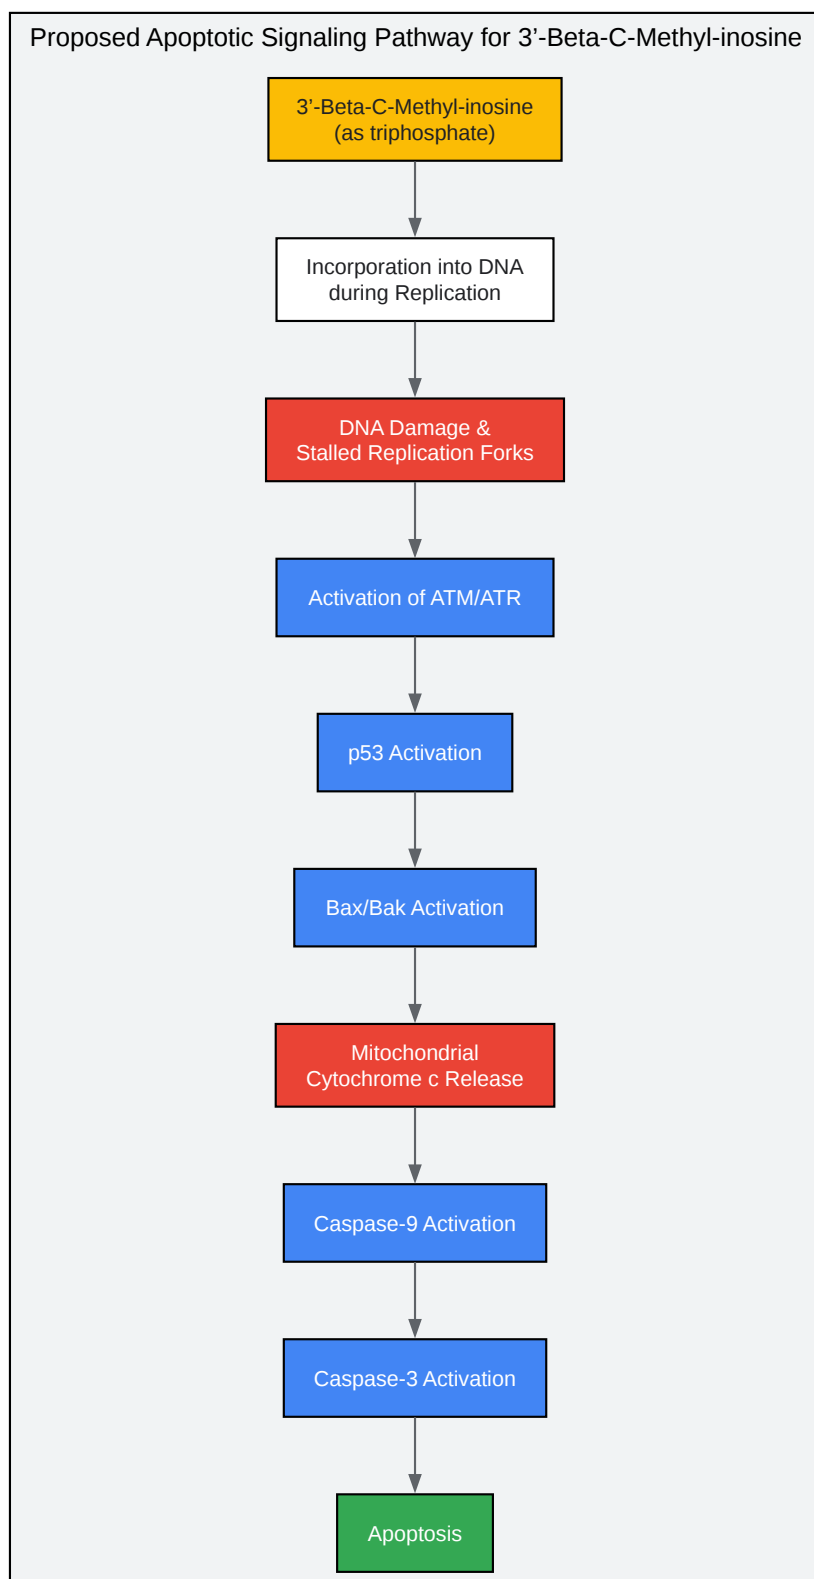 Proposed Apoptotic Signaling Pathway for 3’-Beta-C-Methyl-inosine
3’-Beta-C-Methyl-inosine
(as triphosphate)
Incorporation into DNA
during Replication
DNA Damage &
Stalled Replication Forks
Activation of ATM/ATR
p53 Activation
Bax/Bak Activation
Mitochondrial
Cytochrome c Release
Caspase-9 Activation
Caspase-3 Activation
Apoptosis